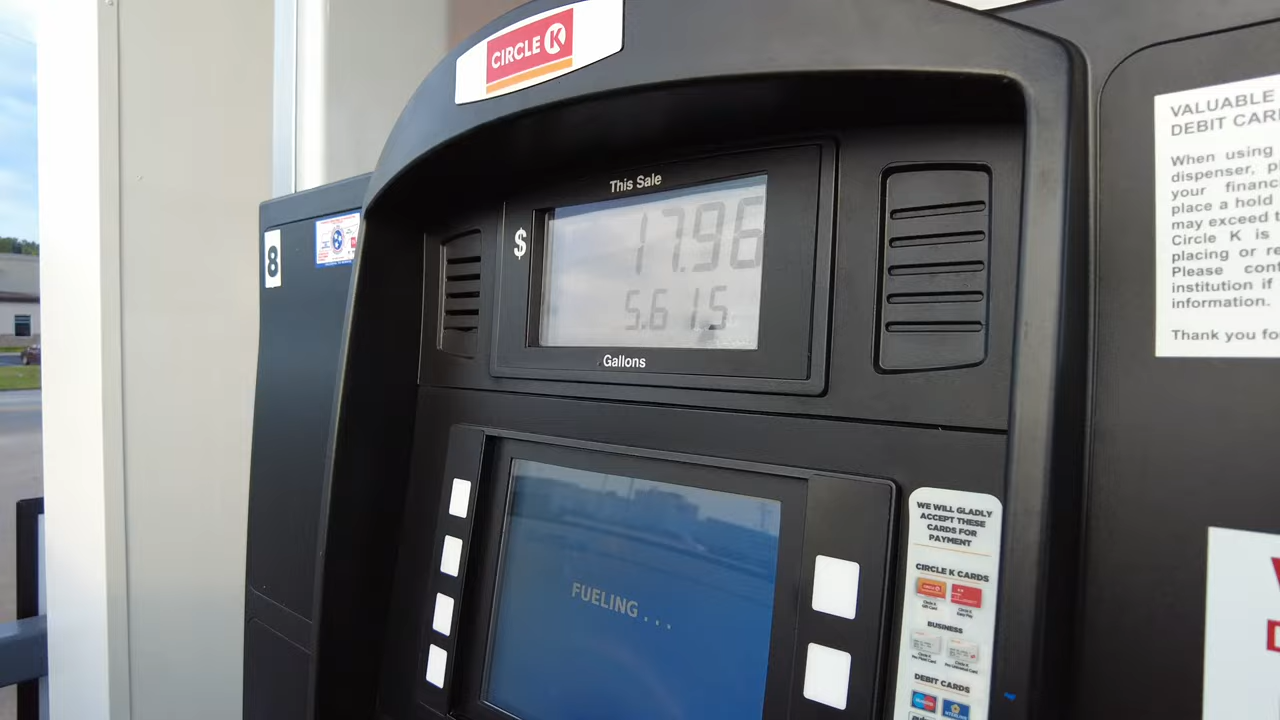 CIRCLE K
This Sale
$ 17.96
5.615
Gallons
8
FUELING...
WE WILL GLADLY
ACCEPT THESE
CARDS FOR
PAYMENT
CIRCLE K CARDS
BUSINESS
DEBIT CARDS
VALUABLE
DEBIT CAR
When using
dispenser, p
your financ
place a hold
may exceed
Circle K is
placing or re
Please cont
institution if
information.
Thank you fo